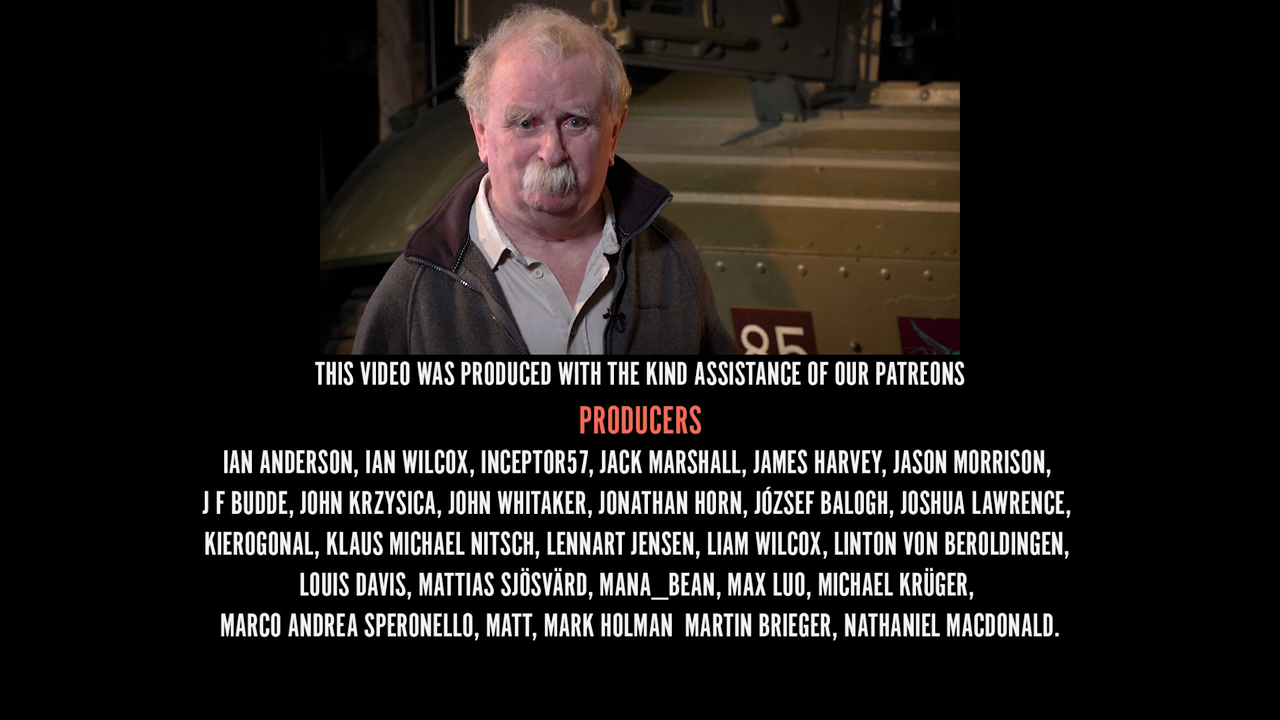 85
THIS VIDEO WAS PRODUCED WITH THE KIND ASSISTANCE OF OUR PATREONS
PRODUCERS
IAN ANDERSON, IAN WILCOX, INCEPTOR57, JACK MARSHALL, JAMES HARVEY, JASON MORRISON,
J F BUDDE, JOHN KRZYSICA, JOHN WHITAKER, JONATHAN HORN, JÓZSEF BALOGH, JOSHUA LAWRENCE,
KIEROGONAL, KLAUS MICHAEL NITSCH, LENNART JENSEN, LIAM WILCOX, LINTON VON BEROLDINGEN,
LOUIS DAVIS, MATTIAS SJÖSVÄRD, MANA_BEAN, MAX LUO, MICHAEL KRÜGER,
MARCO ANDREA SPERONELLO, MATT, MARK HOLMAN  MARTIN BRIEGER, NATHANIEL MACDONALD.